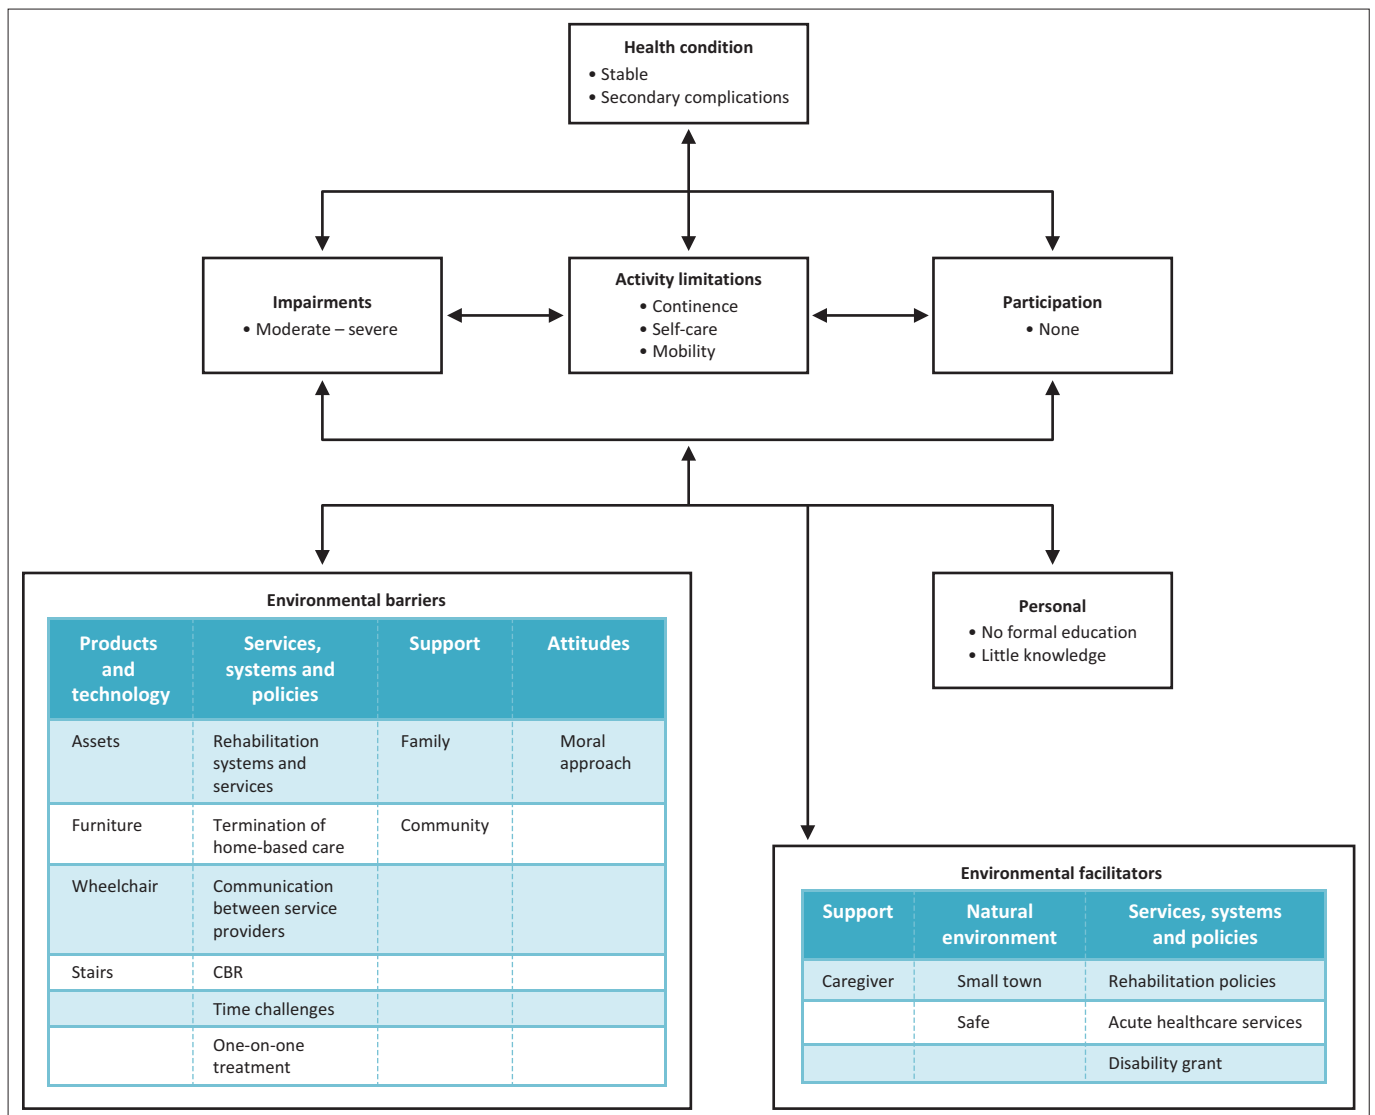 Health condition
• Stable
• Secondary complications
Impairments
• Moderate – severe
Activity limitations
• Continence
• Self-care
• Mobility
Participation
• None
Environmental barriers
Products
and
technology
Services,
systems and
policies
Support
Attitudes
Assets
Rehabilitation
systems and
services
Family
Moral
approach
Furniture
Termination of
home-based care
Community
Wheelchair
Communication
between service
providers
Stairs
CBR
Time challenges
One-on-one
treatment
Personal
• No formal education
• Little knowledge
Environmental facilitators
Support
Natural
environment
Services, systems
and policies
Caregiver
Small town
Rehabilitation policies
Safe
Acute healthcare services
Disability grant